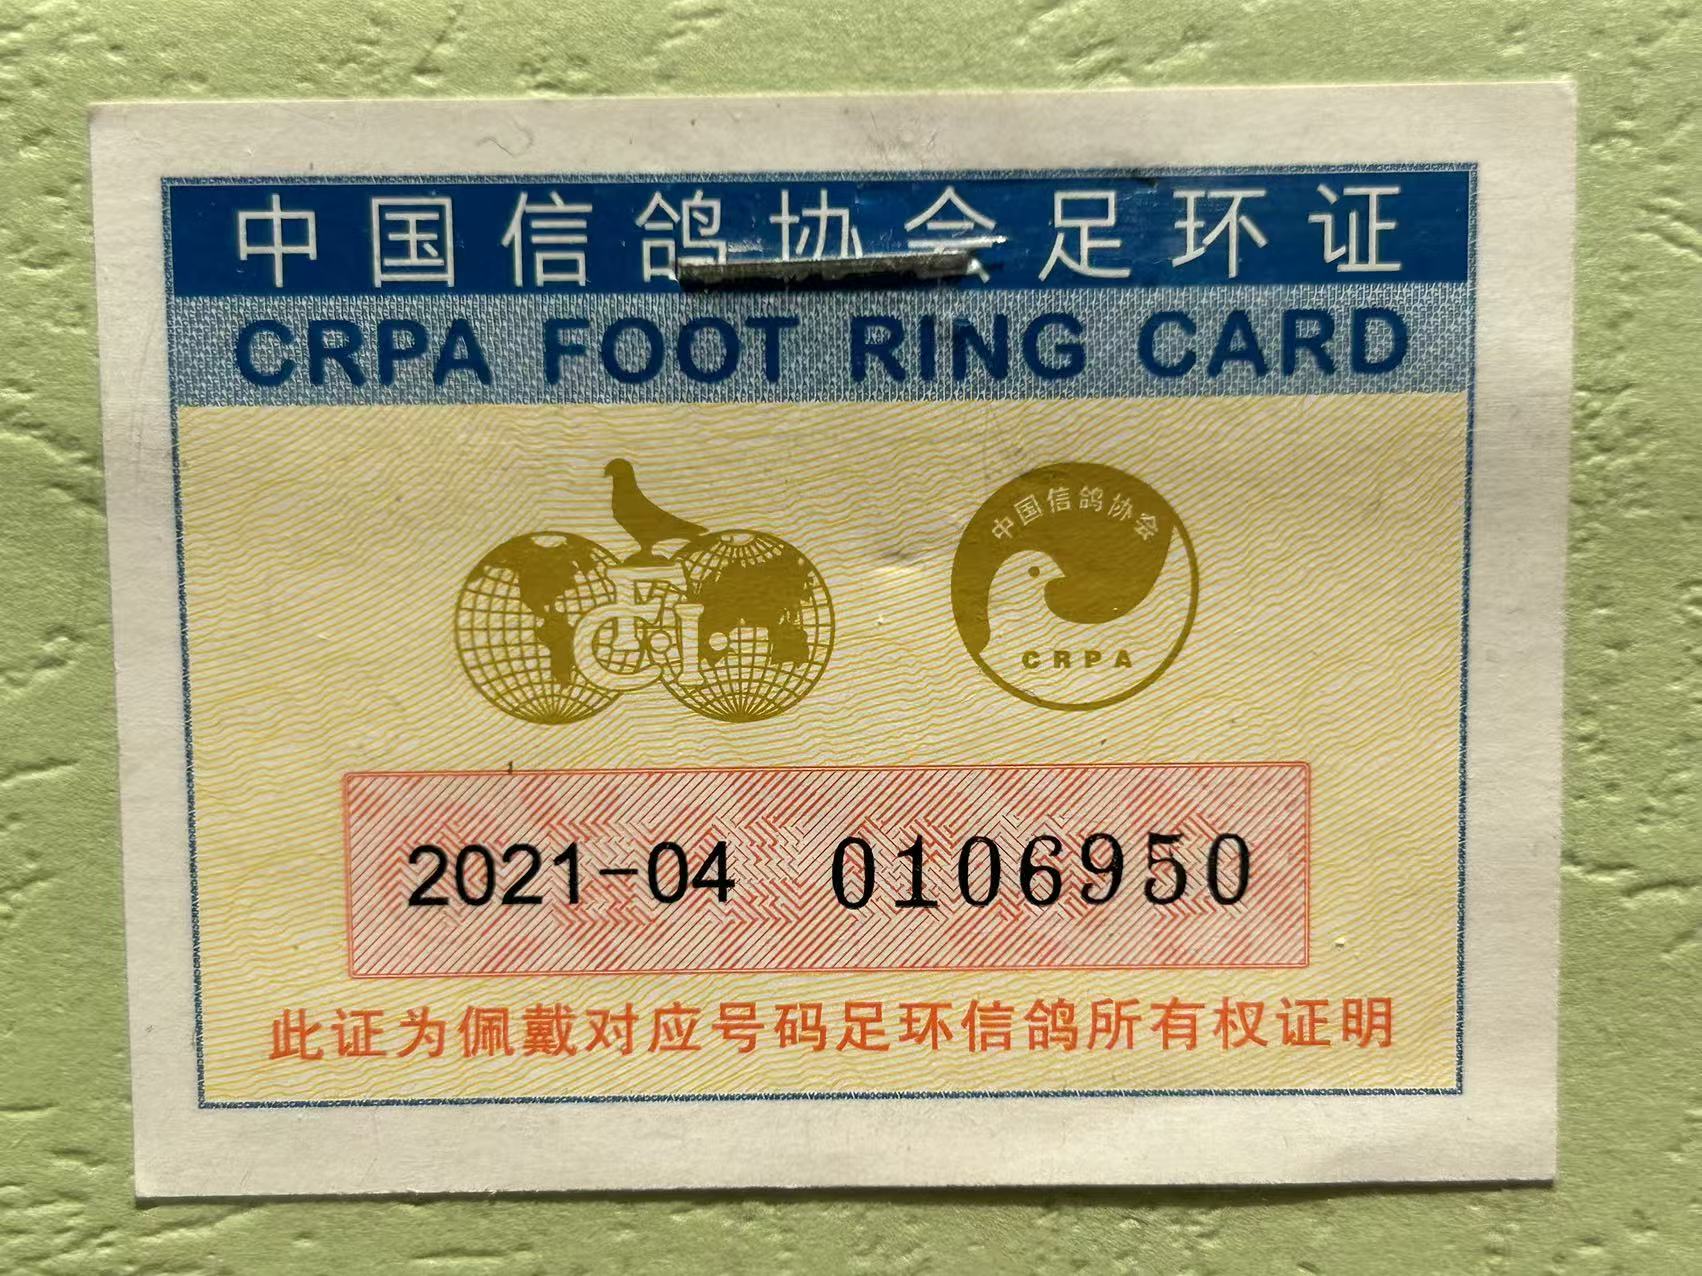 中国信鸽协会足环证
CRPA FOOT RING CARD
中国信鸽协会
CRPA
2021-04 0106950
此证为佩戴对应号码足环信鸽所有权证明